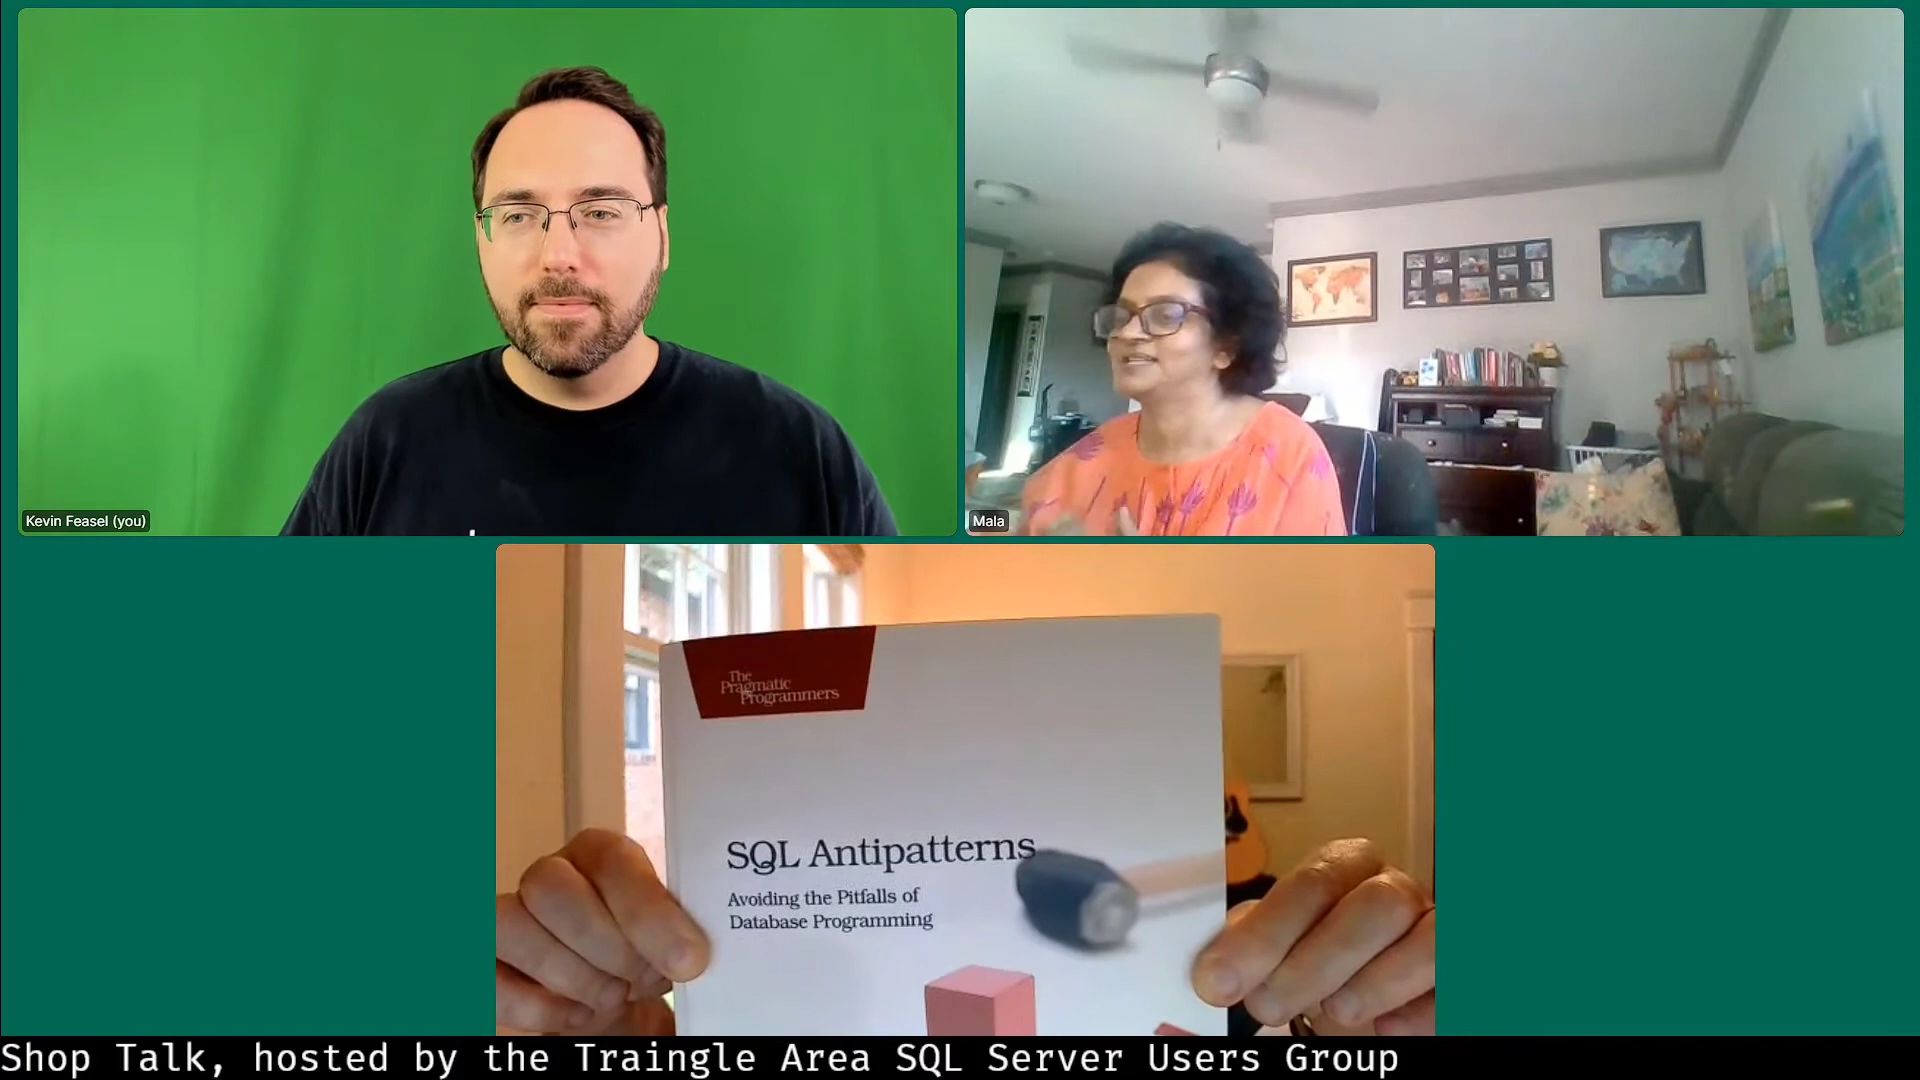 Kevin Feasel (you)
Mala
The
Pragmatic
Programmers
SQL Antipatterns
Avoiding the Pitfalls of
Database Programming
Shop Talk, hosted by the Traingle Area SQL Server Users Group